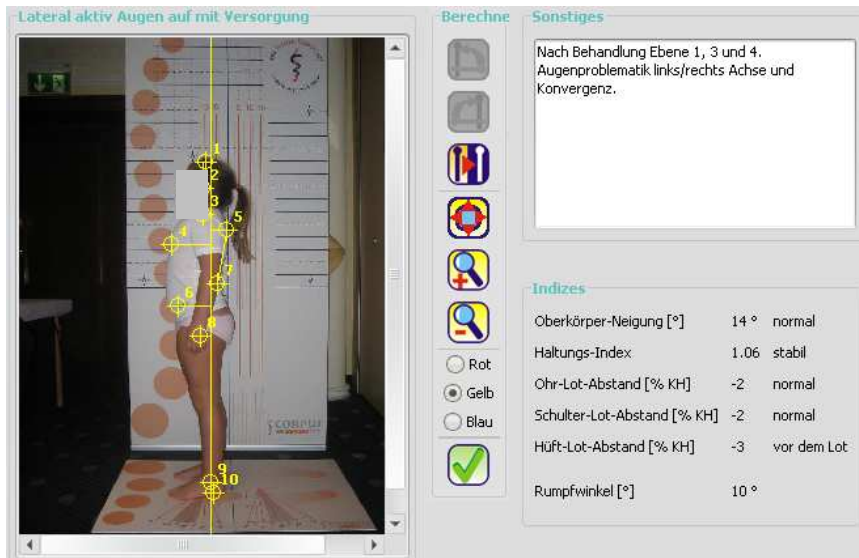 Lateral aktiv Augen auf mit Versorgung
1
2
3
4
5
6
7
8
9
10
Berechne
Rot
Gelb
Blau
Sonstiges
Nach Behandlung Ebene 1, 3 und 4.
Augenproblematik links/rechts Achse und
Konvergenz.
Indizes
Oberkörper-Neigung [°] 14 ° normal
Haltungs-Index 1.06 stabil
Ohr-Lot-Abstand [% KH] -2 normal
Schulter-Lot-Abstand [% KH] -2 normal
Hüft-Lot-Abstand [% KH] -3 vor dem Lot
Rumpfwinkel [°] 10 °